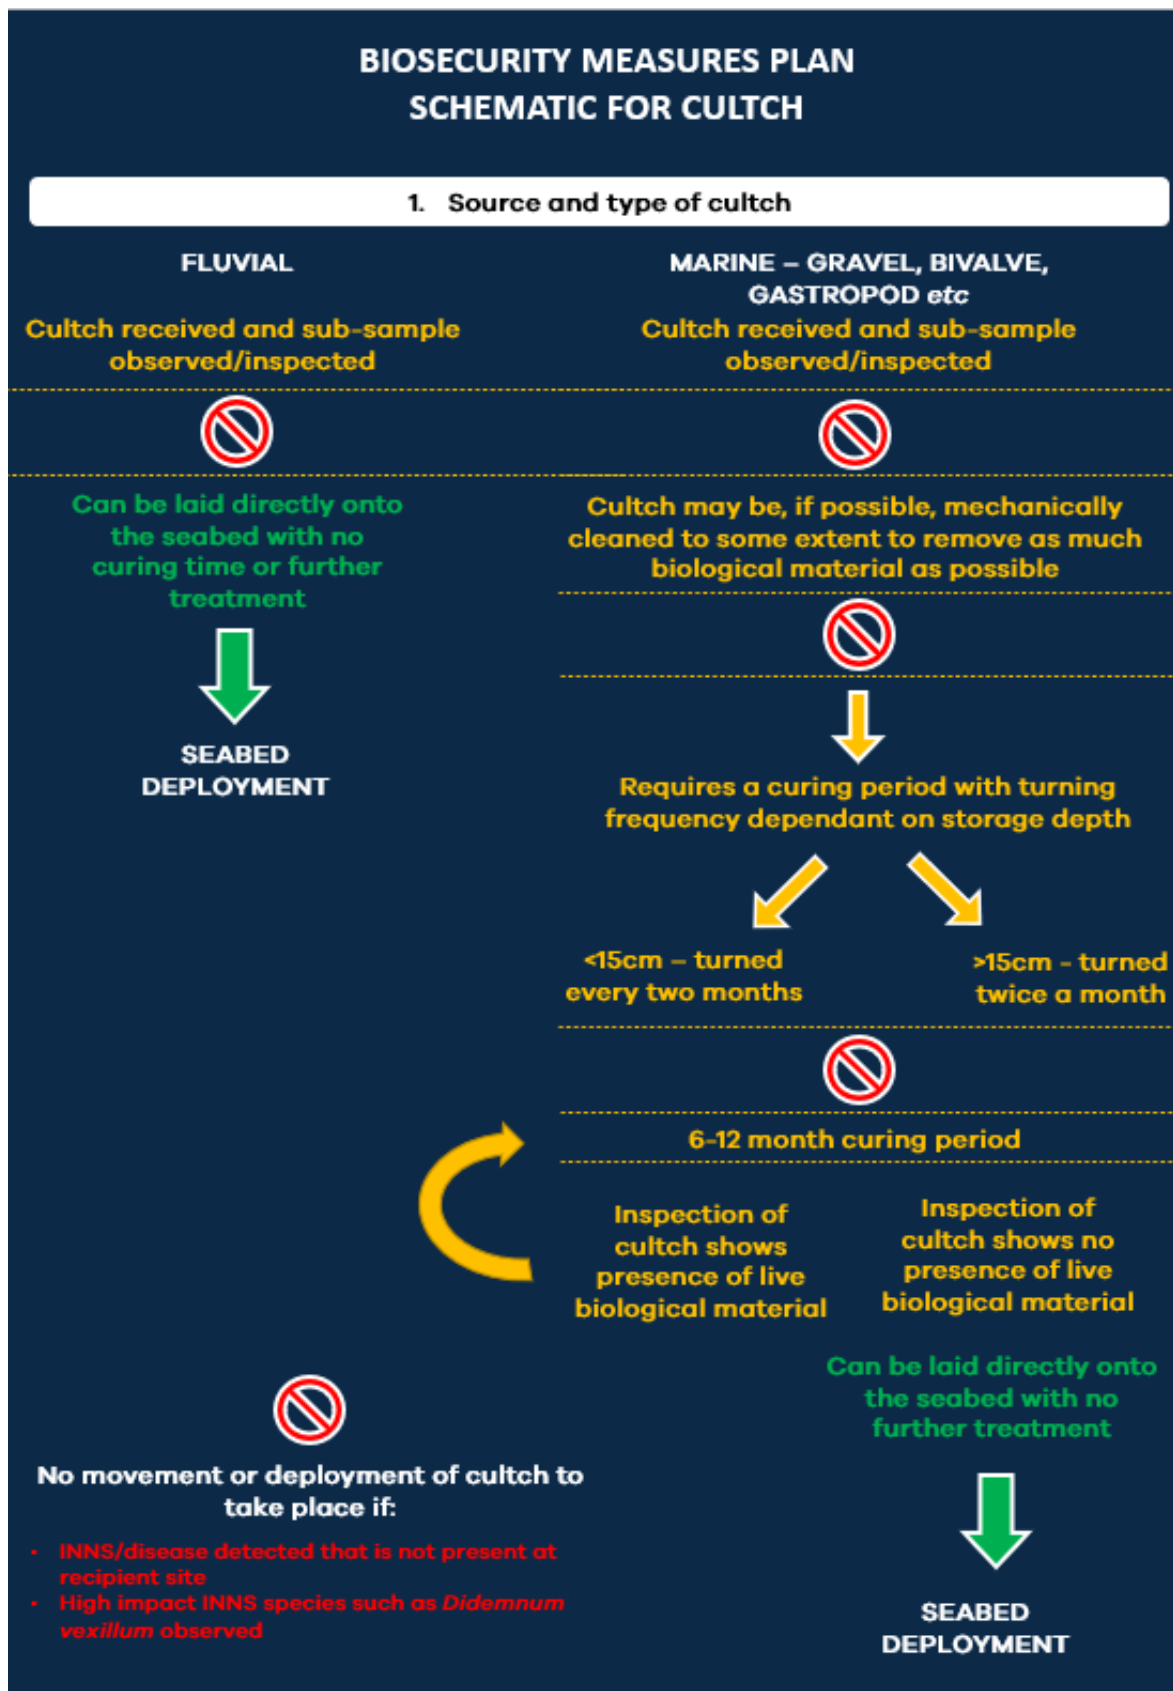 BIOSECURITY MEASURES PLAN
SCHEMATIC FOR CULTCH
1. Source and type of cultch
FLUVIAL
Cultch received and sub-sample
observed/inspected
Can be laid directly onto
the seabed with no
curing time or further
treatment
SEABED
DEPLOYMENT
MARINE – GRAVEL, BIVALVE,
GASTROPOD etc
Cultch received and sub-sample
observed/inspected
Cultch may be, if possible, mechanically
cleaned to some extent to remove as much
biological material as possible
Requires a curing period with turning
frequency dependant on storage depth
<15cm – turned
every two months
>15cm - turned
twice a month
6-12 month curing period
Inspection of
cultch shows
presence of live
biological material
Inspection of
cultch shows no
presence of live
biological material
Can be laid directly onto
the seabed with no
further treatment
SEABED
DEPLOYMENT
No movement or deployment of cultch to
take place if:
• INNS/disease detected that is not present at
recipient site
• High impact INNS species such as Didemnum
vexillum observed